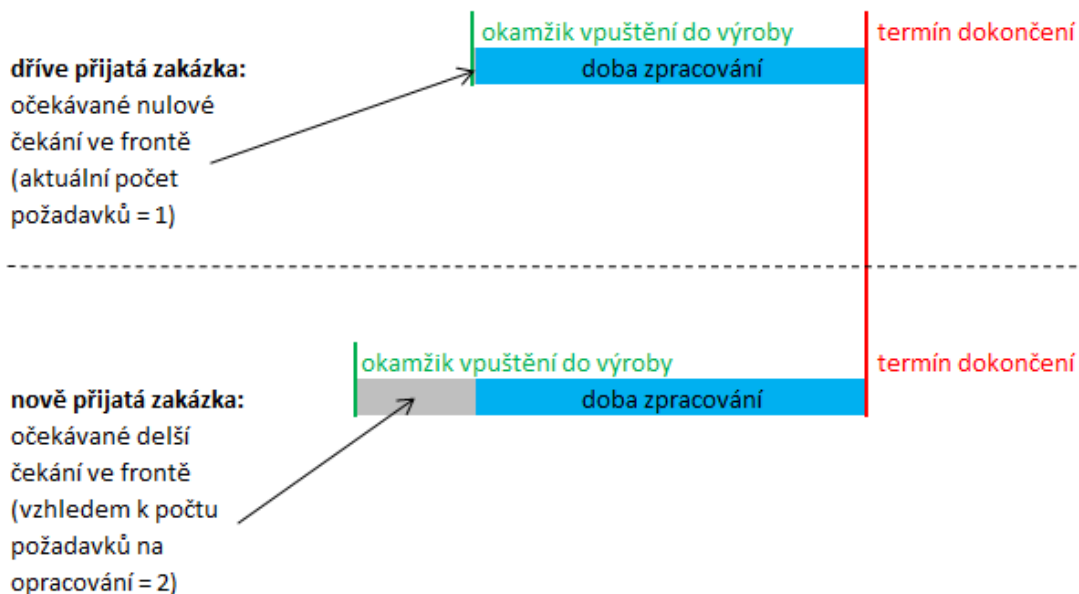 okamžik vpuštění do výroby
termín dokončení
dříve přijatá zakázka:
doba zpracování
očekávané nulové
čekání ve frontě
(aktuální počet
požadavků = 1)
okamžik vpuštění do výroby
termín dokončení
nově přijatá zakázka:
doba zpracování
očekávané delší
čekání ve frontě
(vzhledem k počtu
požadavků na
opracování = 2)